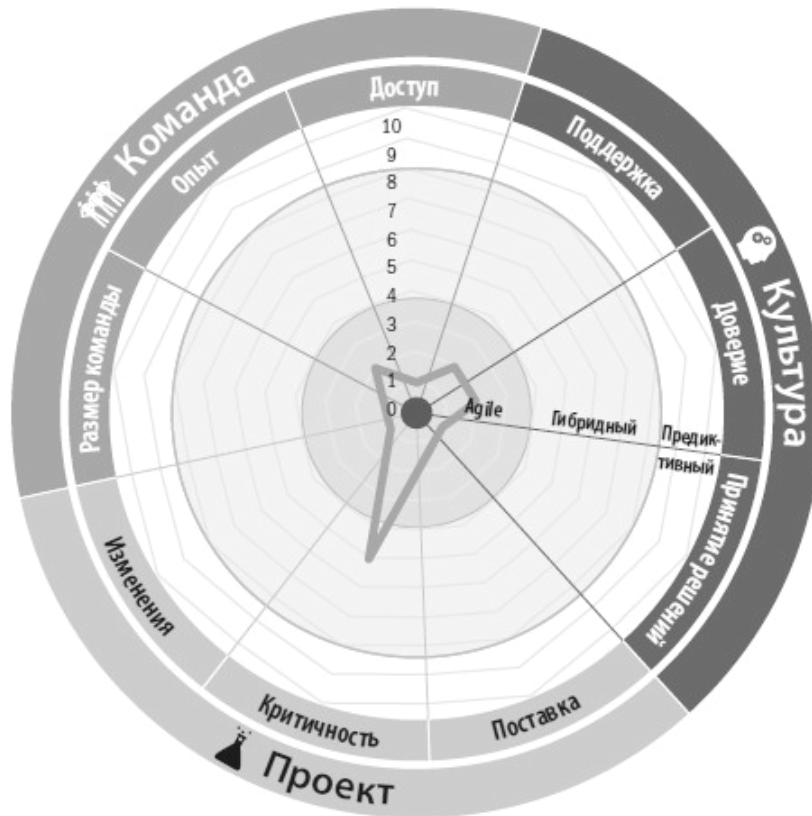 Команда
Доступ
Опыт
Размер команды
Культура
Поддержка
Доверие
Принятие решений
10
9
8
7
6
5
4
3
2
1
0
Agile
Гибридный
Предик-
тивный
Изменения
Критичность
Поставка
Проект